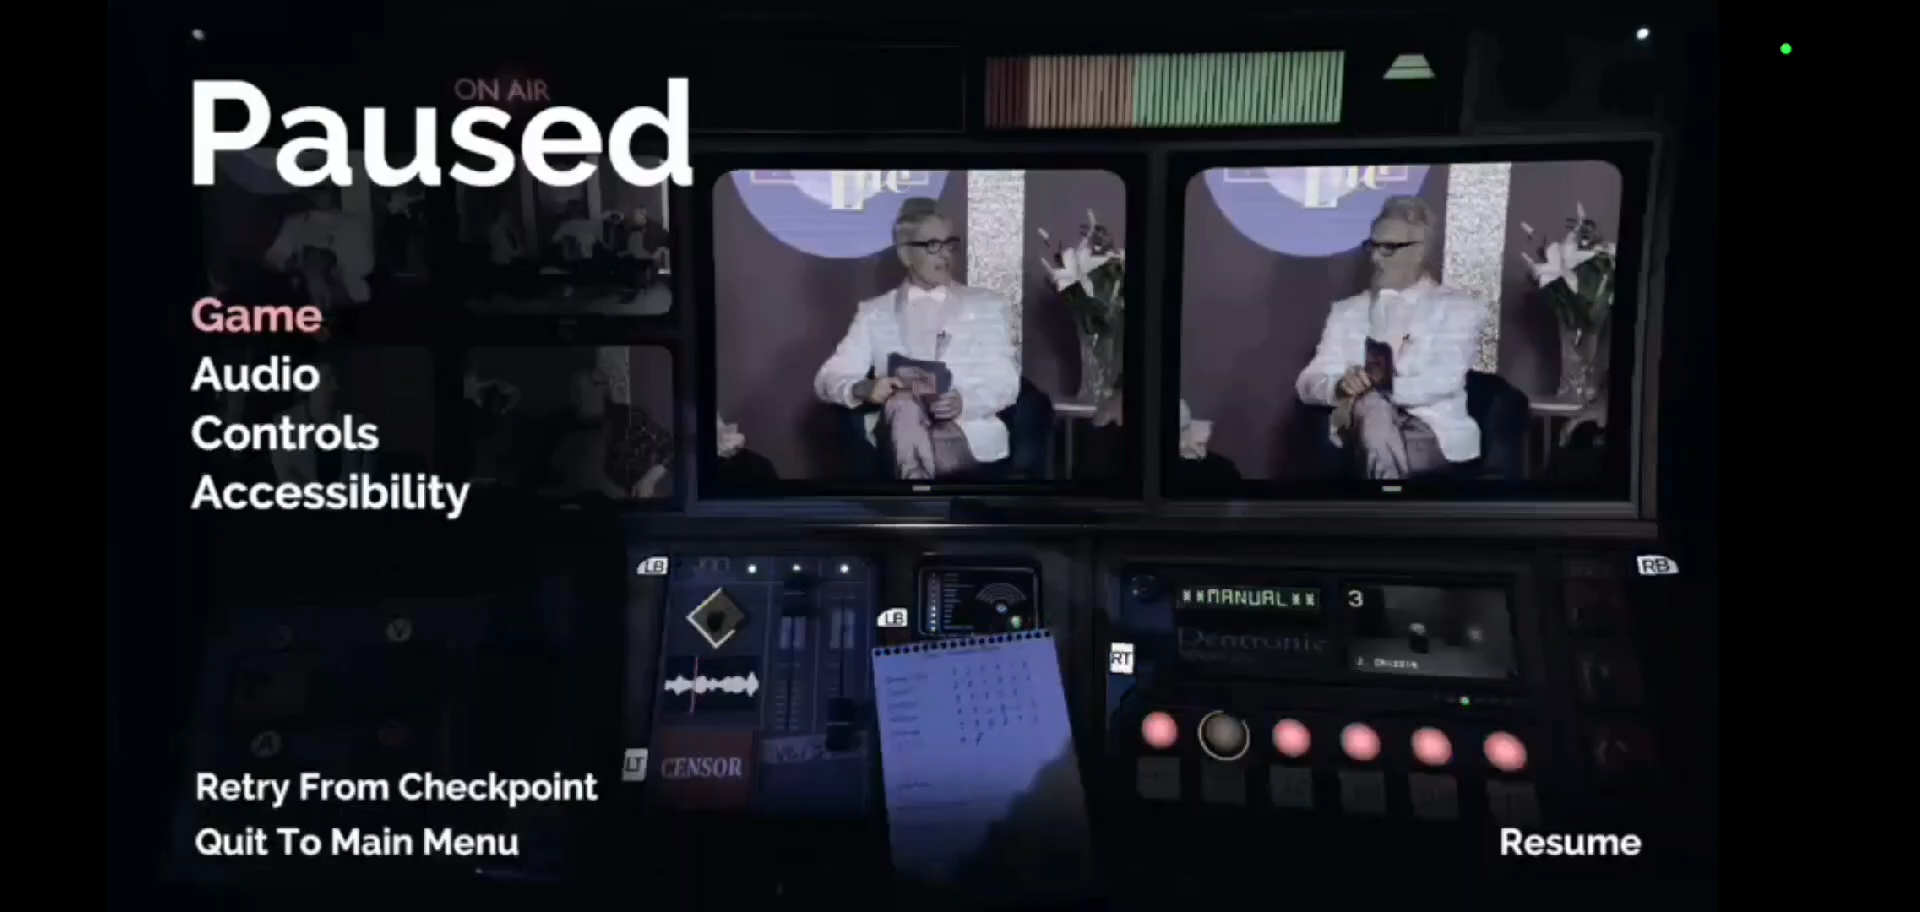 ON AIR
Paused
Game
Audio
Controls
Accessibility
LB
RB
LB
**MANUAL**
3
Dentronic
RT
V
A
LT
CENSOR
Retry From Checkpoint
Quit To Main Menu
Resume